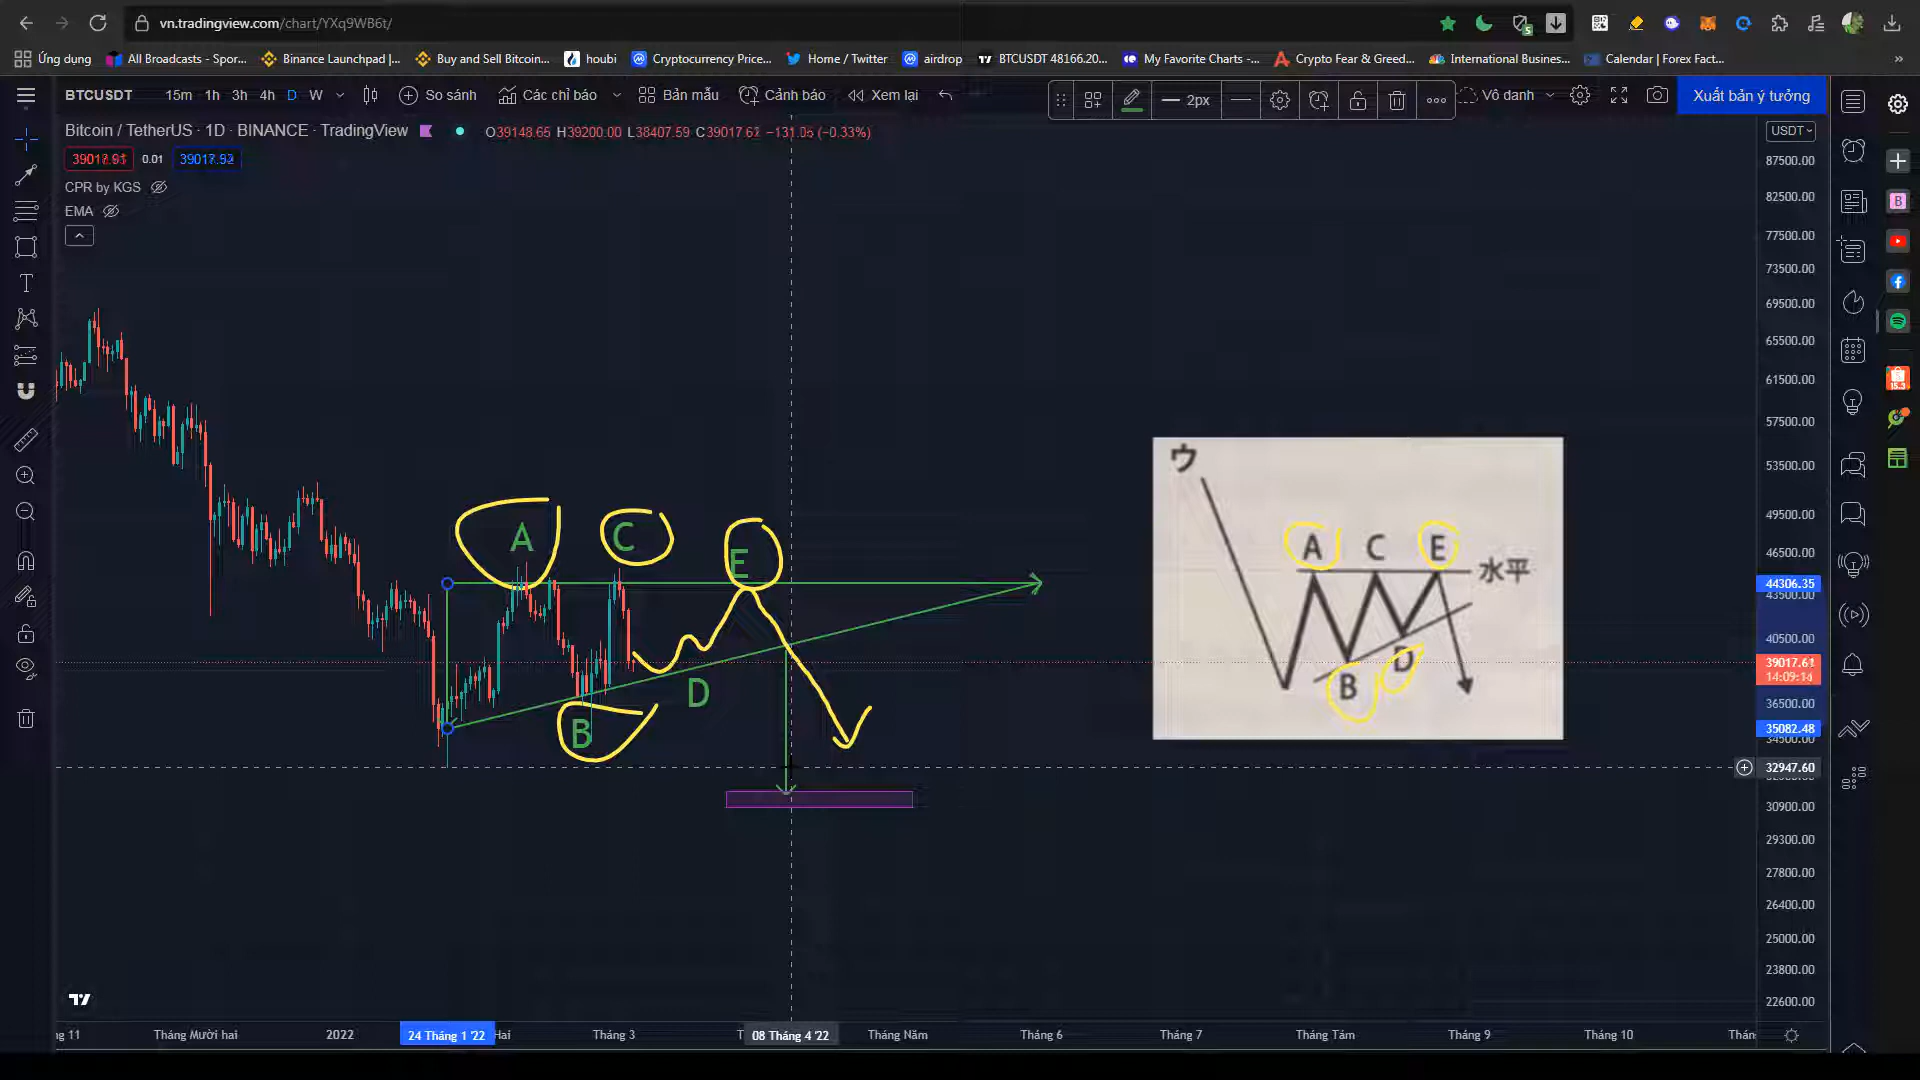 vn.tradingview.com/chart/YXq9WB6t/
Ứng dụng All Broadcasts - Spor... Binance Launchpad |... Buy and Sell Bitcoin... houbi Cryptocurrency Price... Home / Twitter airdrop BTCUSDT 48166.20... My Favorite Charts -... Crypto Fear & Greed... International Business... Calendar | Forex Fact... »
BTCUSDT 15m 1h 3h 4h D W So sánh Các chỉ báo Bản mẫu Cảnh báo Xem lại 2px Vô danh Xuất bản ý tưởng
Bitcoin / TetherUS · 1D · BINANCE · TradingView O39148.65 H39200.00 L38407.59 −131.05 (−0.33%)
USDT
0.01
CPR by KGS
EMA
87500.00
82500.00
77500.00
73500.00
69500.00
65500.00
61500.00
57500.00
53500.00
49500.00
46500.00
44306.35
43500.00
40500.00
39017.61
14:09:14
36500.00
35082.48
34500.00
32947.60
30900.00
29300.00
27800.00
26400.00
25000.00
23800.00
22600.00
A C E
B D
ウ
A C E
水平
B D
B
15.3
Tháng Mười hai 2022 24 Tháng 1 '22 Hai Tháng 3 08 Tháng 4 '22 Tháng Năm Tháng 6 Tháng 7 Tháng Tám Tháng 9 Tháng 10